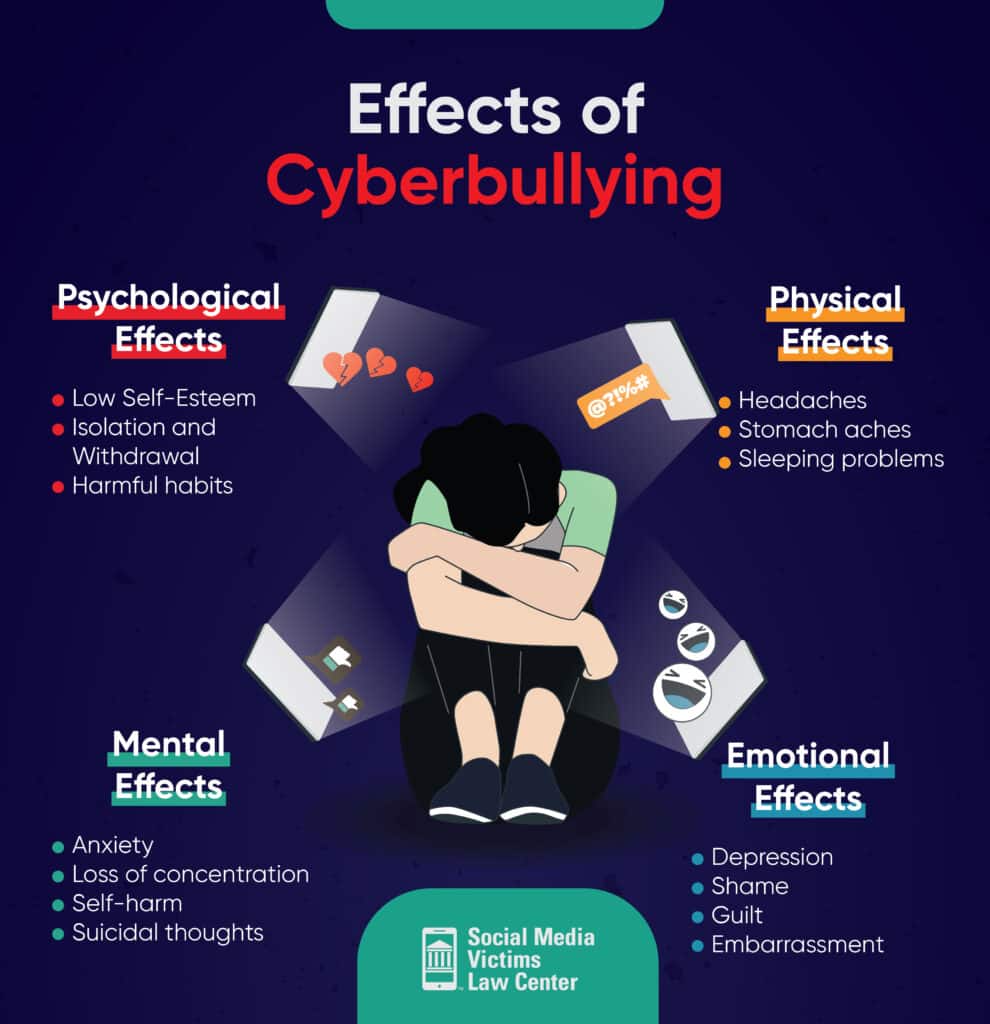 Effects of
Cyberbullying
Psychological
Effects
Low Self-Esteem
Isolation and
Withdrawal
Harmful habits
Physical
Effects
Headaches
Stomach aches
Sleeping problems
@?!%#
Mental
Effects
Anxiety
Loss of concentration
Self-harm
Suicidal thoughts
Emotional
Effects
Depression
Shame
Guilt
Embarrassment
Social Media
Victims
Law Center